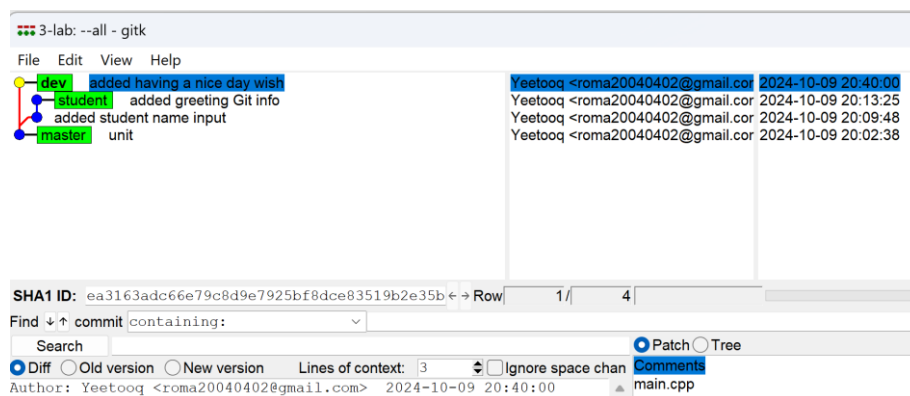 3-lab: --all - gitk
File Edit View Help
dev added having a nice day wish Yeetooq <roma20040402@gmail.cor 2024-10-09 20:40:00
student added greeting Git info Yeetooq <roma20040402@gmail.cor 2024-10-09 20:13:25
added student name input Yeetooq <roma20040402@gmail.cor 2024-10-09 20:09:48
master unit Yeetooq <roma20040402@gmail.cor 2024-10-09 20:02:38
SHA1 ID: ea3163adc66e79c8d9e7925bf8dce83519b2e35b ← → Row 1 / 4
Find ↓ ↑ commit containing:
Search Patch Tree
Diff Old version New version Lines of context: 3 Ignore space chan Comments
Author: Yeetooq <roma20040402@gmail.com> 2024-10-09 20:40:00 main.cpp